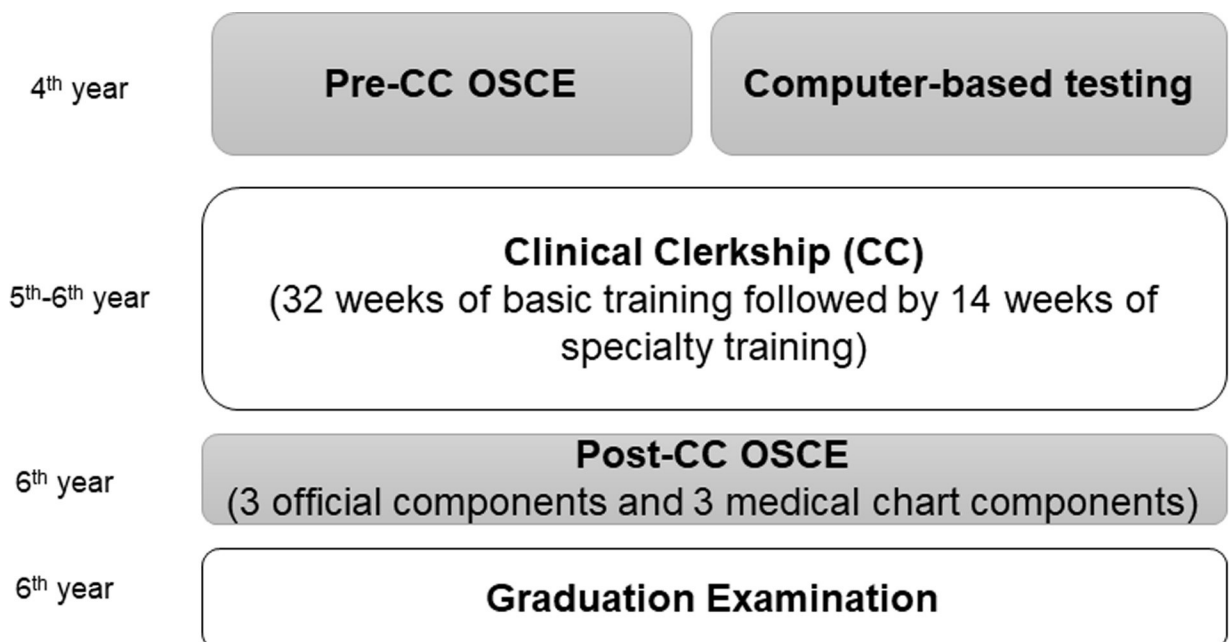 4th year
Pre-CC OSCE
Computer-based testing
5th-6th year
Clinical Clerkship (CC)
(32 weeks of basic training followed by 14 weeks of
specialty training)
6th year
Post-CC OSCE
(3 official components and 3 medical chart components)
6th year
Graduation Examination